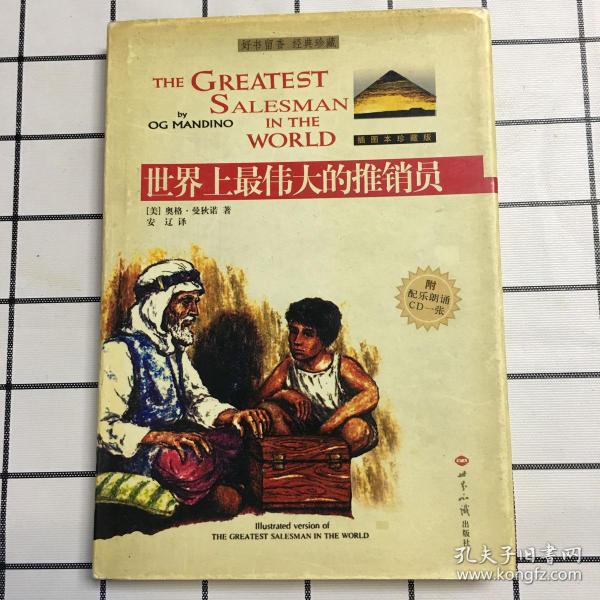 好书留香 经典珍藏
THE GREATEST
SALESMAN
by
OG MANDINO
IN THE
WORLD
插图本珍藏版
世界上最伟大的推销员
[美] 奥格·曼狄诺 著
安 辽 译
附
配乐朗诵
CD一张
Illustrated version of
THE GREATEST SALESMAN IN THE WORLD
世界知识出版社
孔夫子旧书网
www.kongfz.com